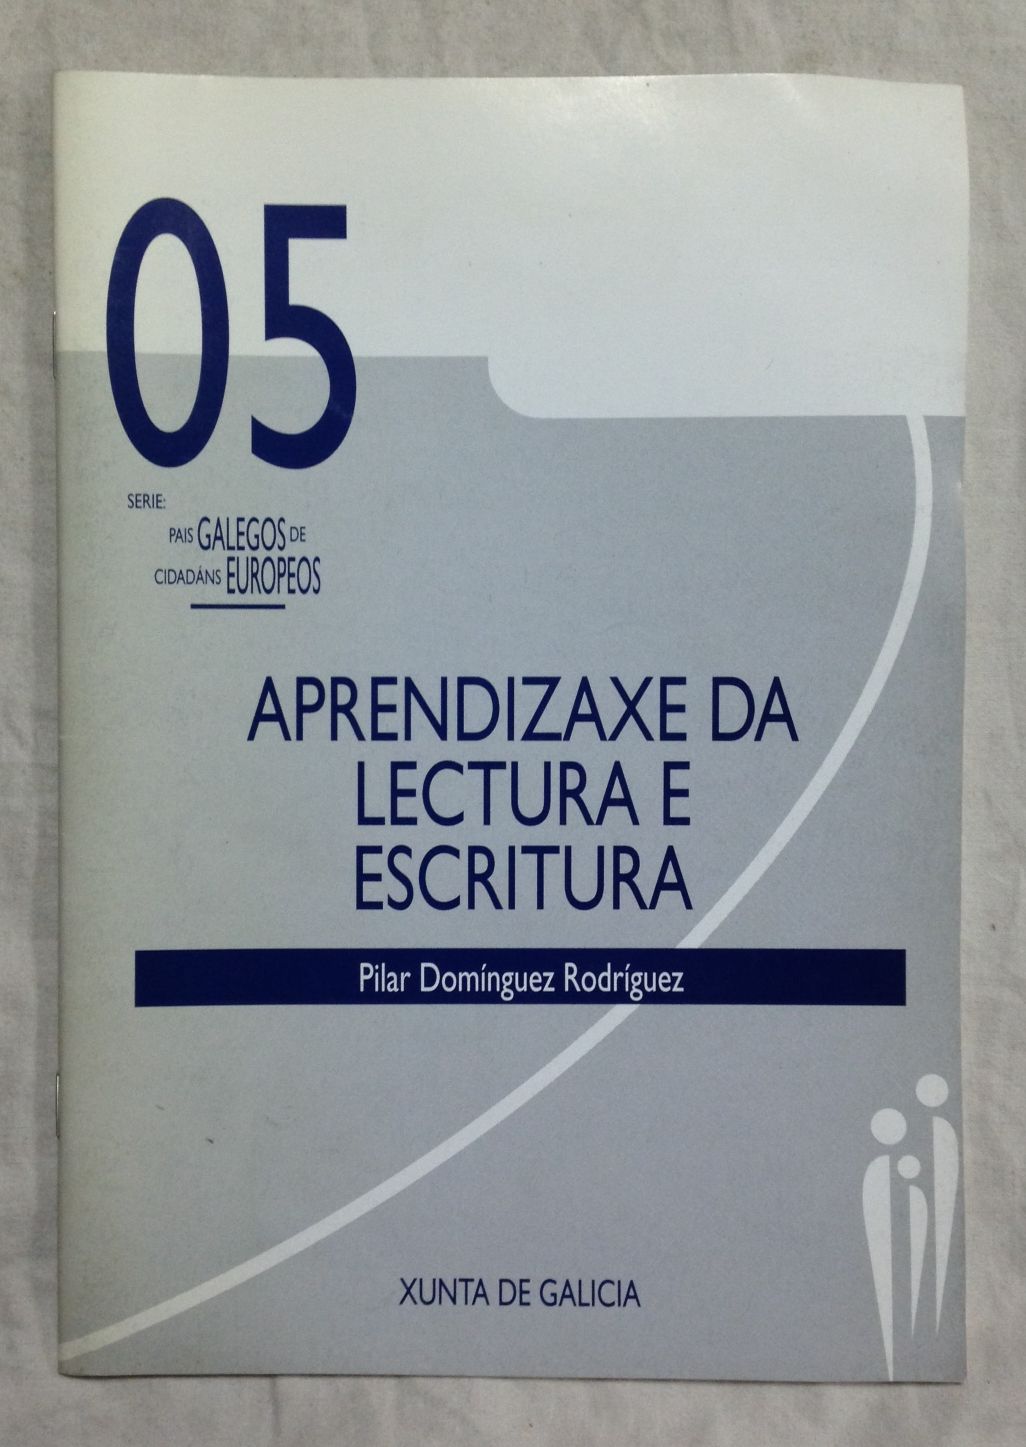 05
SERIE:
PAIS GALEGOS DE
CIDADÁNS EUROPEOS
APRENDIZAXE DA
LECTURA E
ESCRITURA
Pilar Domínguez Rodríguez
XUNTA DE GALICIA